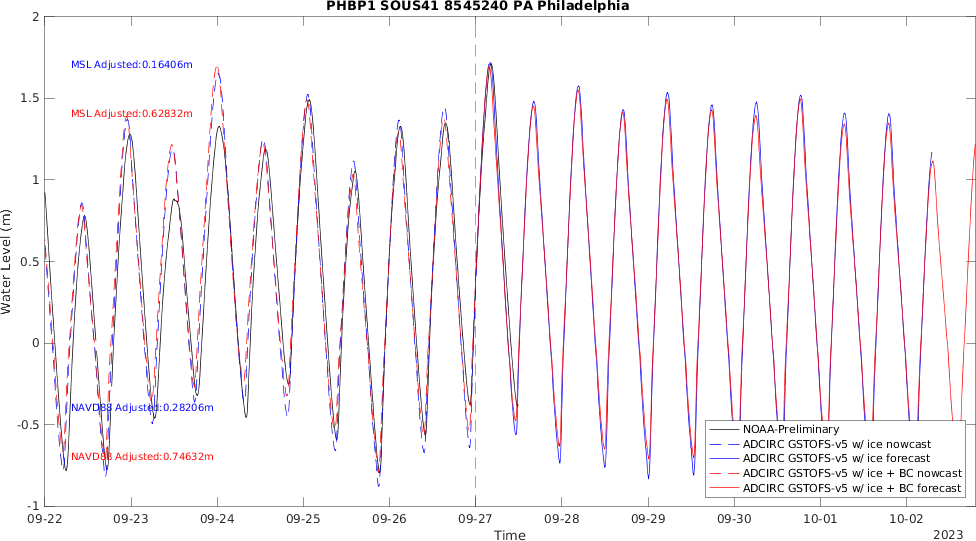 PHBP1 SOUS41 8545240 PA Philadelphia
2
1.5
1
0.5
0
-0.5
-1
Water Level (m)
MSL Adjusted:0.16406m
MSL Adjusted:0.62832m
NAVD88 Adjusted:0.28206m
NAVD88 Adjusted:0.74632m
NOAA-Preliminary
ADCIRC GSTOFS-v5 w/ ice nowcast
ADCIRC GSTOFS-v5 w/ ice forecast
ADCIRC GSTOFS-v5 w/ ice + BC nowcast
ADCIRC GSTOFS-v5 w/ ice + BC forecast
09-22 09-23 09-24 09-25 09-26 09-27 09-28 09-29 09-30 10-01 10-02
Time
2023